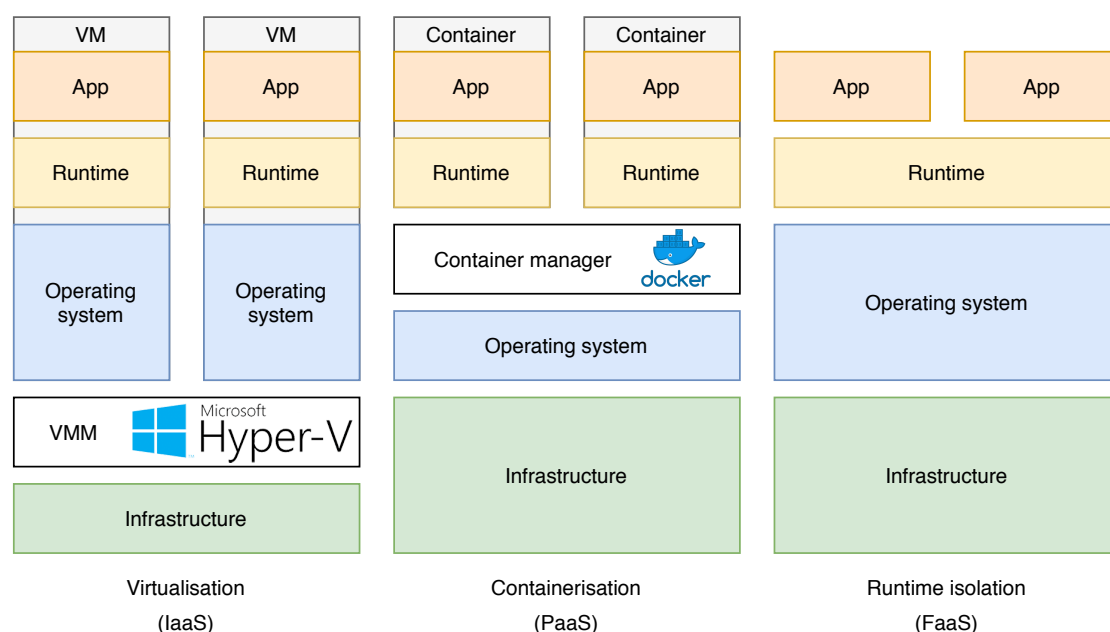 VM
App
Runtime
Operating
system
VM
App
Runtime
Operating
system
VMM
Microsoft
Hyper-V
Infrastructure
Virtualisation
(IaaS)
Container
App
Runtime
Container
App
Runtime
Container manager
docker
Operating system
Infrastructure
Containerisation
(PaaS)
App
App
Runtime
Operating system
Infrastructure
Runtime isolation
(FaaS)